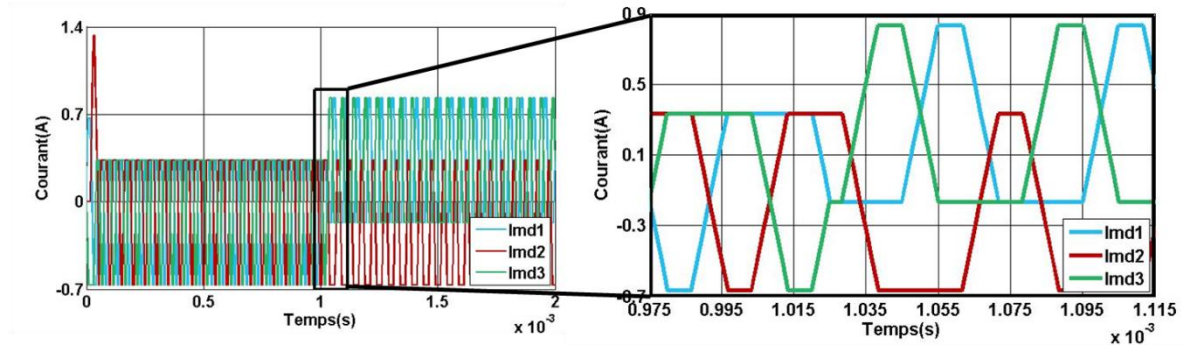 1.4
0.7
0
-0.7
Courant(A)
0
0.5
1
1.5
2
Temps(s)
x 10-3
Imd1
Imd2
Imd3
0.9
0.5
0.1
-0.3
-0.7
Courant(A)
0.975
0.995
1.015
1.035
1.055
1.075
1.095
1.115
Temps(s)
x 10-3
Imd1
Imd2
Imd3